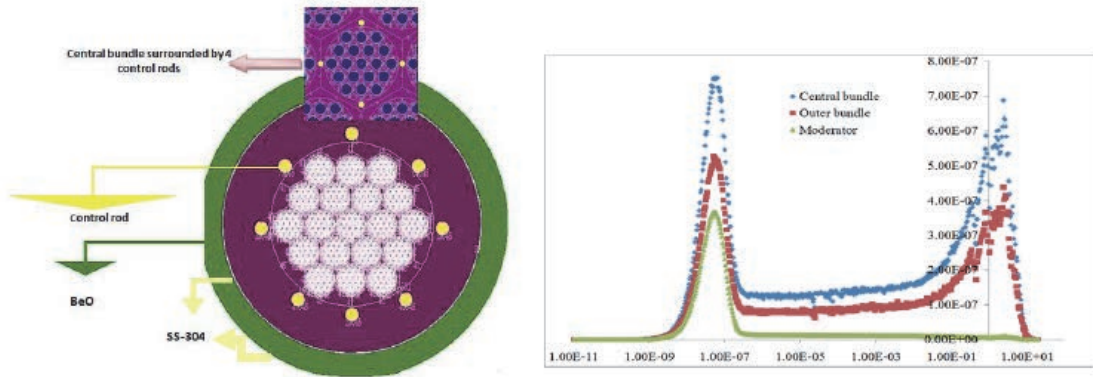 Central bundle surrounded by 4
control rods
Control rod
BeO
SS-304
8.00E-07
7.00E-07
6.00E-07
5.00E-07
4.00E-07
3.00E-07
2.00E-07
1.00E-07
0.00E+00
Central bundle
Outer bundle
Moderator
1.00E-11
1.00E-09
1.00E-07
1.00E-05
1.00E-03
1.00E-01
1.00E+01